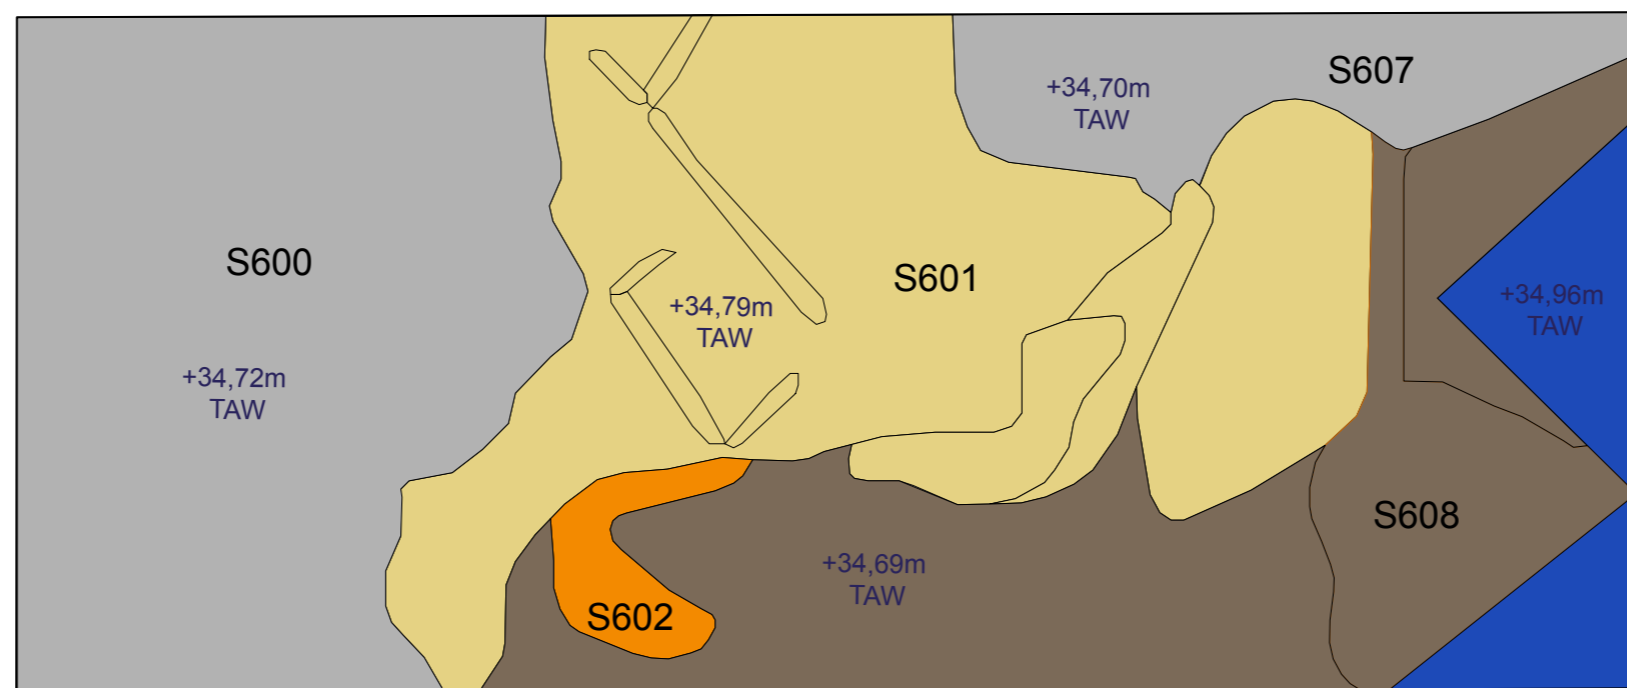 S607
+34,70m
TAW
S600
S601
+34,79m
TAW
+34,96m
TAW
+34,72m
TAW
S608
+34,69m
TAW
S602